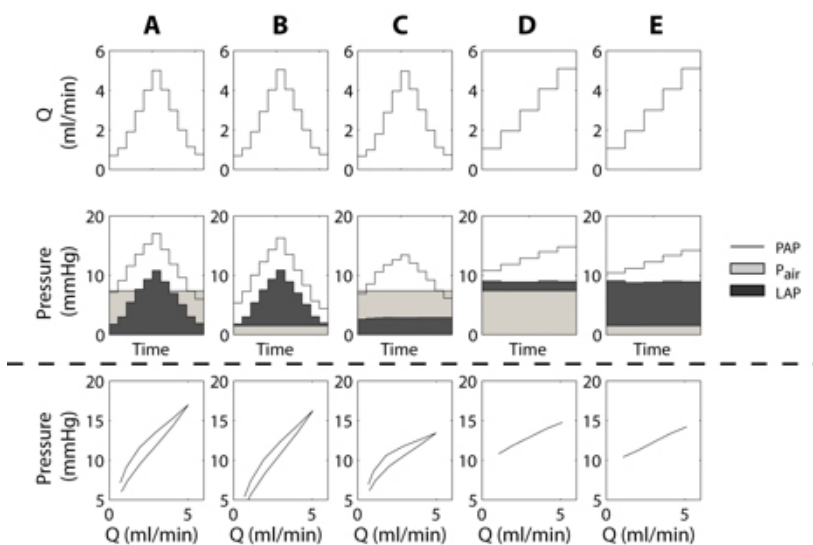 A B C D E
6 6 6 6 6
4 4 4 4 4
2 2 2 2 2
0 0 0 0 0
Q
(ml/min)
20 20 20 20 20
10 10 10 10 10
0 0 0 0 0
Pressure
(mmHg)
Time Time Time Time Time
PAP
Pair
LAP
20 20 20 20 20
15 15 15 15 15
10 10 10 10 10
5 5 5 5 5
Pressure
(mmHg)
0 5 0 5 0 5 0 5 0 5
Q (ml/min) Q (ml/min) Q (ml/min) Q (ml/min) Q (ml/min)